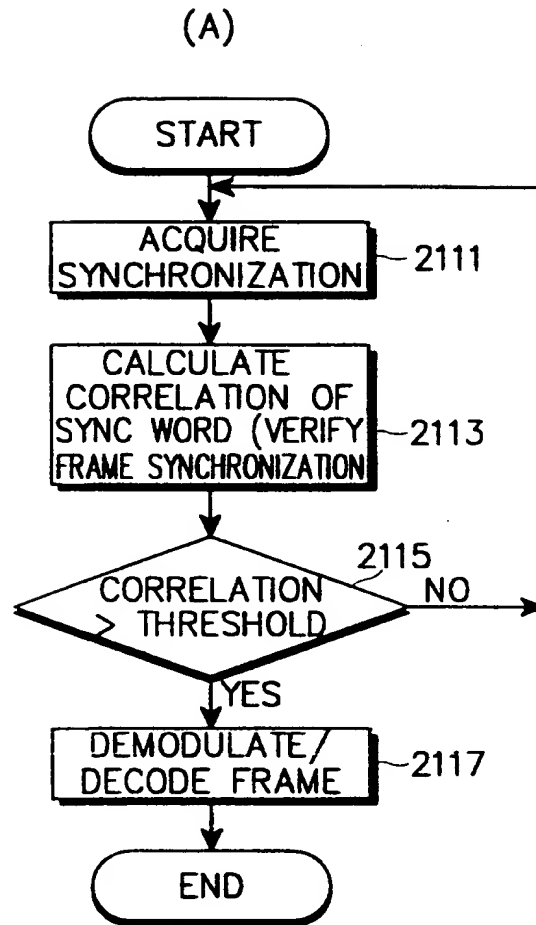 (A)
START
ACQUIRE
SYNCHRONIZATION
2111
CALCULATE
CORRELATION OF
SYNC WORD (VERIFY
FRAME SYNCHRONIZATION
2113
2115
CORRELATION
> THRESHOLD
NO
YES
DEMODULATE/
DECODE FRAME
2117
END